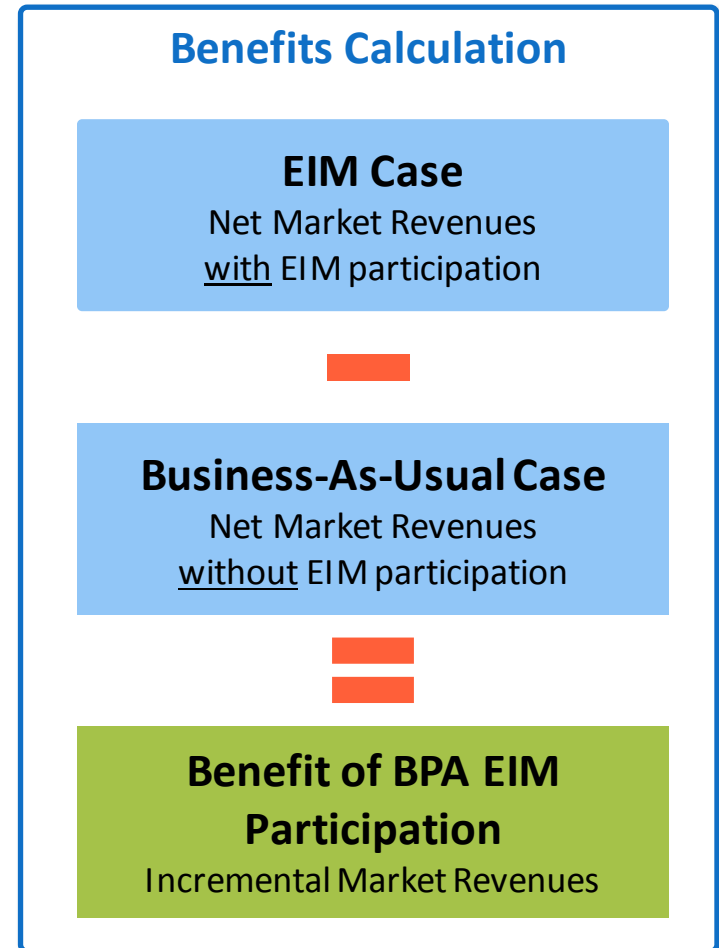 Benefits Calculation
EIM Case
Net Market Revenues
with EIM participation
Business-As-Usual Case
Net Market Revenues
without EIM participation
Benefit of BPA EIM
Participation
Incremental Market Revenues